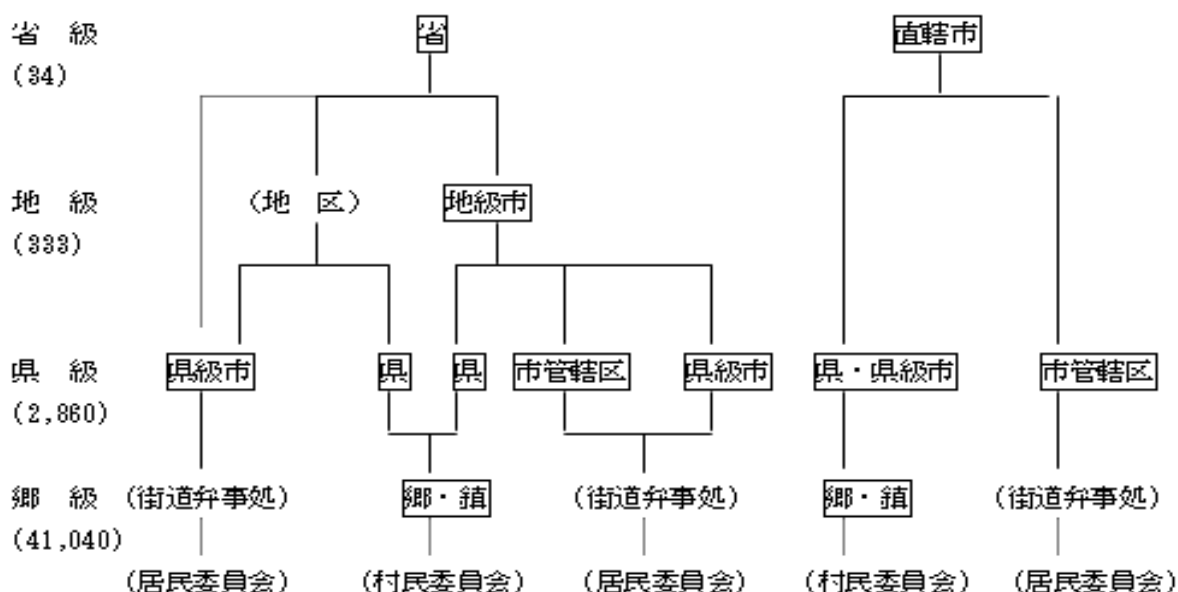 省 級 省 直轄市
(34)
地 級 (地 区) 地級市
(333)
県 級 県級市 県 県 市管轄区 県級市 県・県級市 市管轄区
(2,860)
郷 級 (街道弁事処) 郷・鎮 (街道弁事処) 郷・鎮 (街道弁事処)
(41,040)
(居民委員会) (村民委員会) (居民委員会) (村民委員会) (居民委員会)